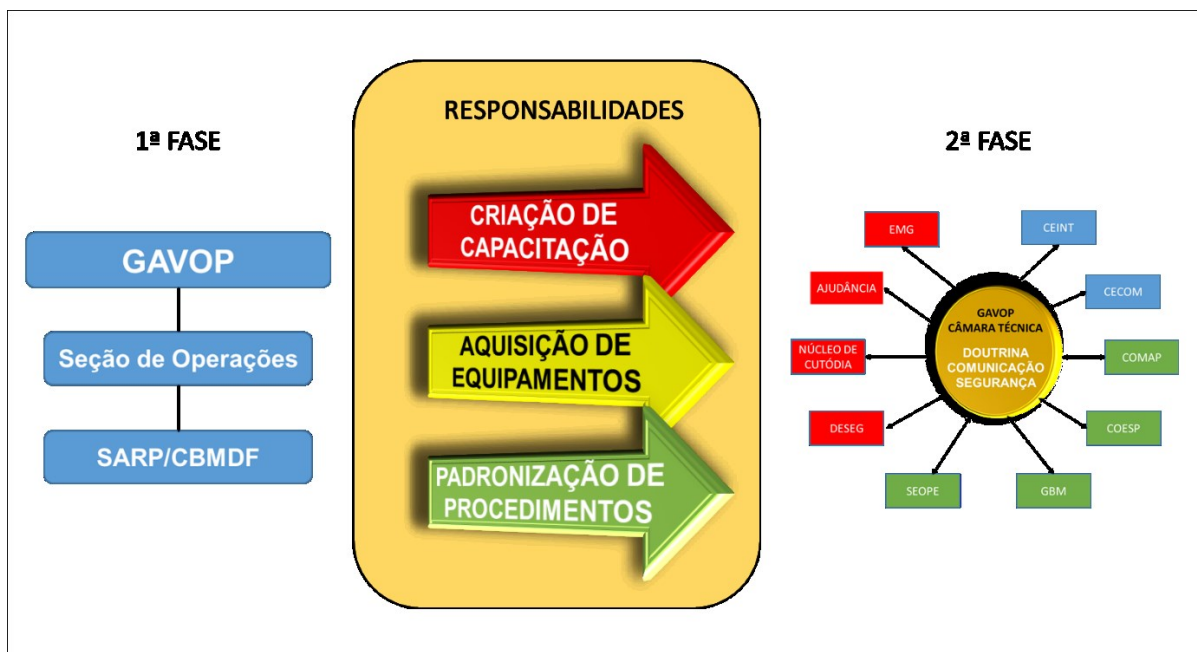 1ª FASE
GAVOP
Seção de Operações
SARP/CBMDF
RESPONSABILIDADES
CRIAÇÃO DE
CAPACITAÇÃO
AQUISIÇÃO DE
EQUIPAMENTOS
PADRONIZAÇÃO DE
PROCEDIMENTOS
2ª FASE
EMG
CEINT
AJUDÂNCIA
CECOM
NÚCLEO DE
CUTÓDIA
COMAP
DESEG
COESP
SEOPE
GBM
GAVOP
CÂMARA TÉCNICA
DOUTRINA
COMUNICAÇÃO
SEGURANÇA